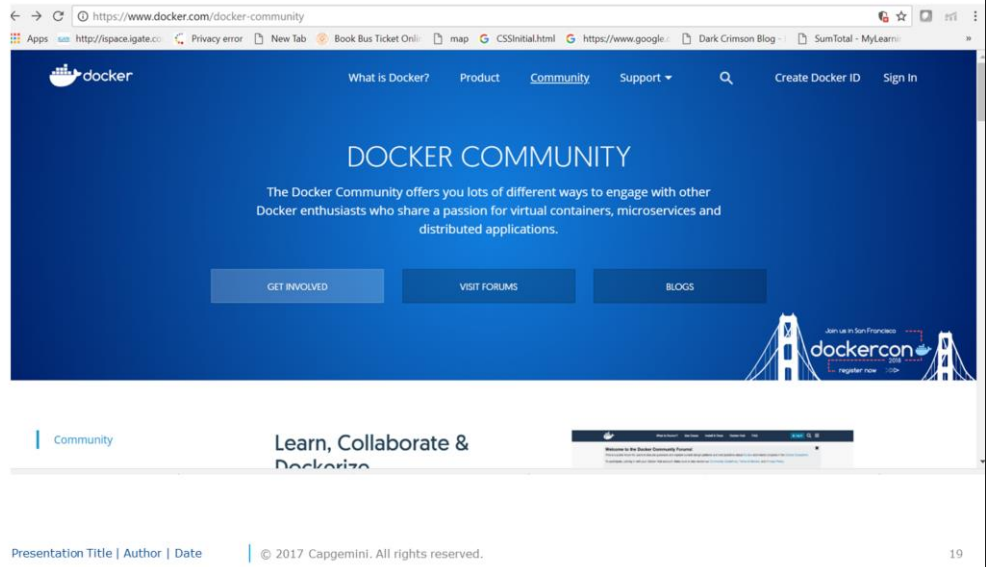 https://www.docker.com/docker-community
Apps http://ispace.igate.co Privacy error New Tab Book Bus Ticket Onli map CSSInitial.html https://www.google.c Dark Crimson Blog - SumTotal - MyLearni »
docker What is Docker? Product Community Support Create Docker ID Sign In
DOCKER COMMUNITY
The Docker Community offers you lots of different ways to engage with other
Docker enthusiasts who share a passion for virtual containers, microservices and
distributed applications.
GET INVOLVED VISIT FORUMS BLOGS
Join us in San Francisco
dockercon
2018
register now
Community
Learn, Collaborate &
Dockerize
Welcome to the Docker Community Forums!
Presentation Title | Author | Date © 2017 Capgemini. All rights reserved. 19